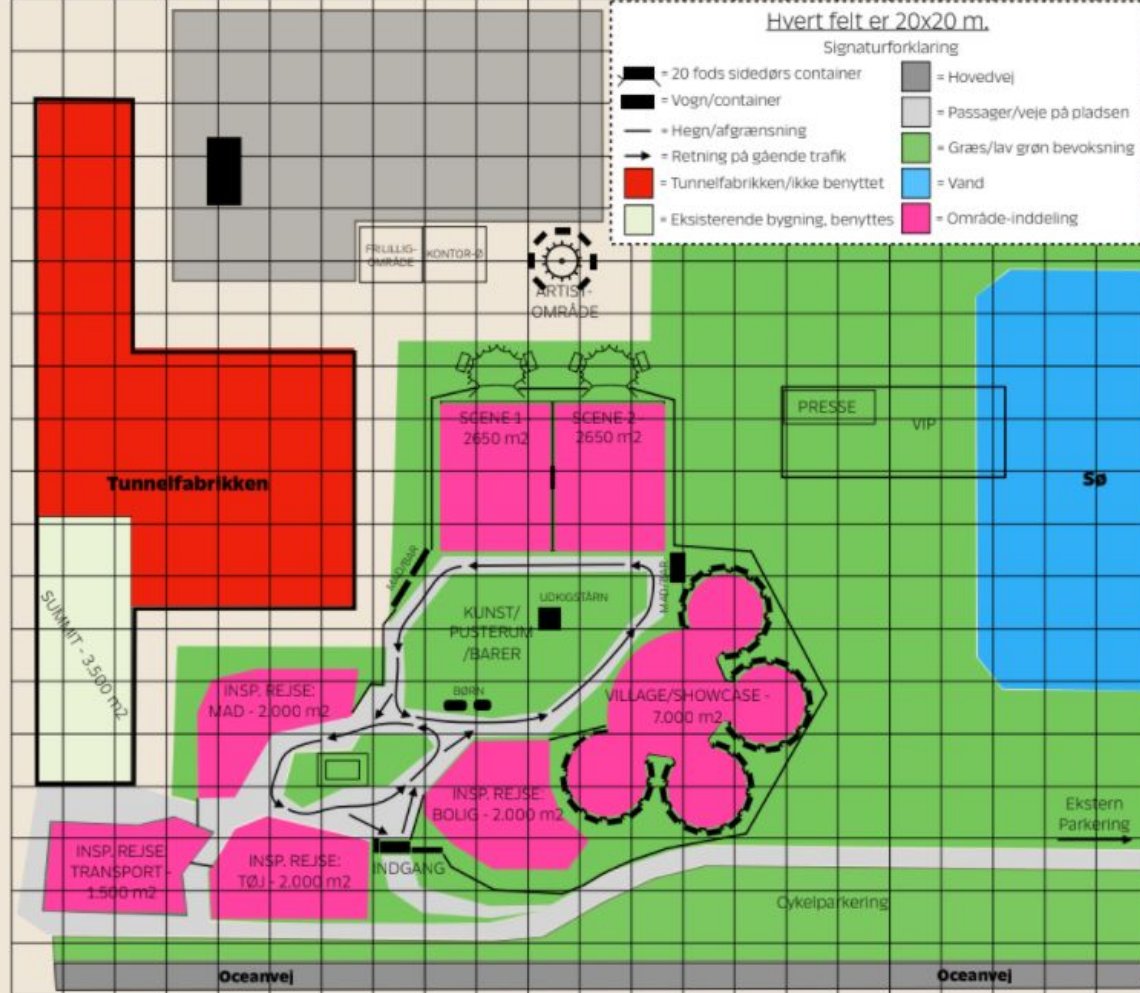 Hvert felt er 20x20 m.
Signaturforklaring
= 20 fods sidedørs container
= Vogn/container
= Hegn/afgrænsning
= Retning på gående trafik
= Tunnelfabrikken/ikke benyttet
= Eksisterende bygning, benyttes
= Hovedvej
= Passager/veje på pladsen
= Græs/lav grøn bevoksning
= Vand
= Område-inddeling
FRIVILLIG-
OMRÅDE
KONTOR-Ø
ARTIST-
OMRÅDE
SCENE 1 -
2650 m2
SCENE 2 -
2650 m2
PRESSE
VIP
Sø
Tunnelfabrikken
SUMMIT - 3.500 m2
MAD/BAR
MAD/BAR
UDKIGSTÅRN
KUNST/
PUSTERUM
/BARER
BØRN
VILLAGE/SHOWCASE -
7.000 m2
INSP. REJSE:
MAD - 2.000 m2
INSP. REJSE:
BOLIG - 2.000 m2
INSP. REJSE:
TRANSPORT -
1.500 m2
INSP. REJSE:
TØJ - 2.000 m2
INDGANG
Ekstern
Parkering
Cykelparkering
Oceanvej
Oceanvej